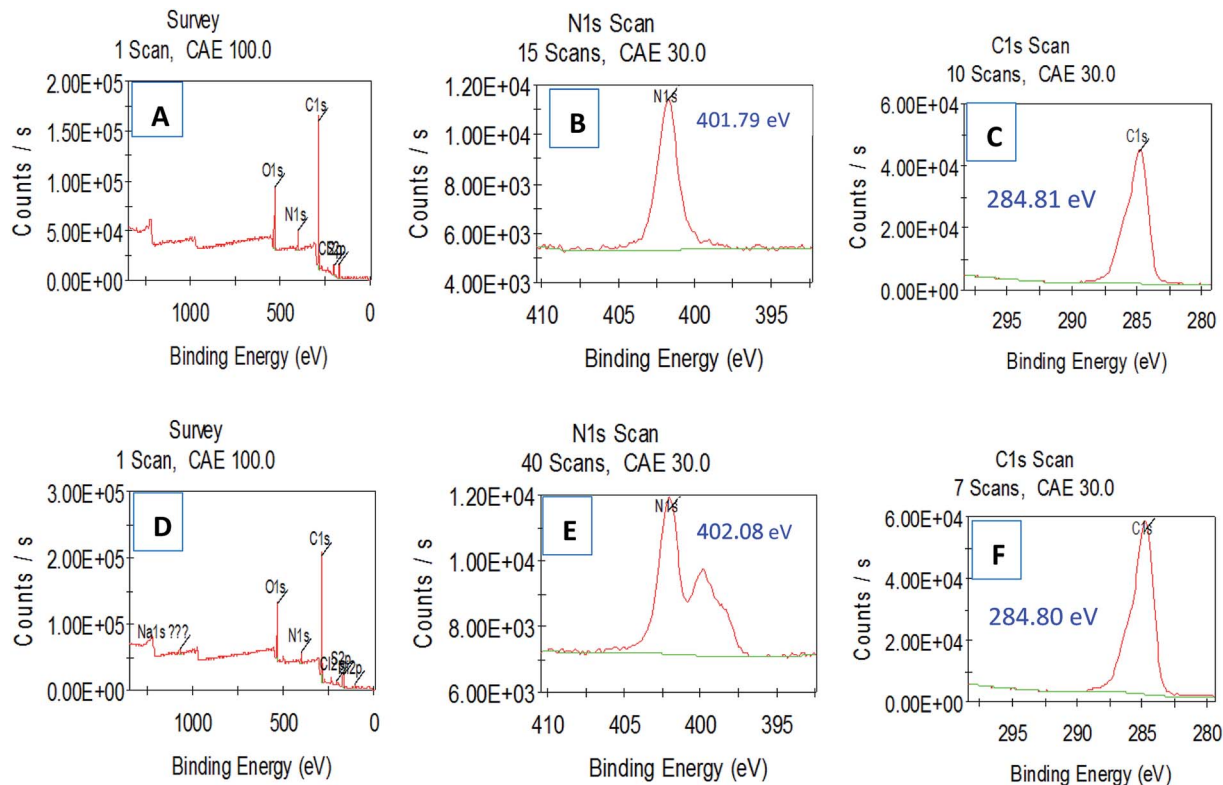 Survey
1 Scan, CAE 100.0
2.00E+05
1.50E+05
1.00E+05
5.00E+04
0.00E+00
Counts / s
A
C1s
O1s
N1s
1000
500
0
Binding Energy (eV)
N1s Scan
15 Scans, CAE 30.0
1.20E+04
1.00E+04
8.00E+03
6.00E+03
4.00E+03
Counts / s
B
N1s
401.79 eV
410
405
400
395
Binding Energy (eV)
C1s Scan
10 Scans, CAE 30.0
6.00E+04
4.00E+04
2.00E+04
0.00E+00
Counts / s
C
C1s
284.81 eV
295
290
285
280
Binding Energy (eV)
Survey
1 Scan, CAE 100.0
3.00E+05
2.00E+05
1.00E+05
0.00E+00
Counts / s
D
C1s
O1s
Na1s ???
N1s
S2p
1000
500
0
Binding Energy (eV)
N1s Scan
40 Scans, CAE 30.0
1.20E+04
1.00E+04
8.00E+03
6.00E+03
Counts / s
E
N1s
402.08 eV
410
405
400
395
Binding Energy (eV)
C1s Scan
7 Scans, CAE 30.0
6.00E+04
4.00E+04
2.00E+04
0.00E+00
Counts / s
F
C1s
284.80 eV
295
290
285
280
Binding Energy (eV)